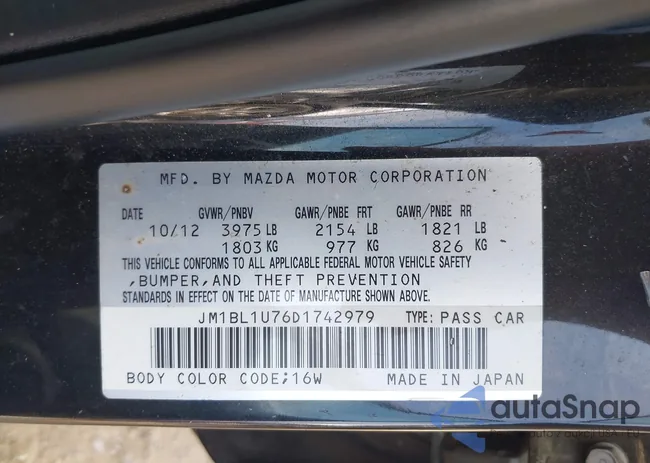 MFD. BY MAZDA MOTOR CORPORATION
DATE GVWR/PNBV GAWR/PNBE FRT GAWR/PNBE RR
10/12 3975 LB 2154 LB 1821 LB
1803 KG 977 KG 826 KG
THIS VEHICLE CONFORMS TO ALL APPLICABLE FEDERAL MOTOR VEHICLE SAFETY
,BUMPER,AND THEFT PREVENTION
STANDARDS IN EFFECT ON THE DATE OF MANUFACTURE SHOWN ABOVE.
JM1BL1U76D1742979 TYPE: PASS CAR
BODY COLOR CODE;16W MADE IN JAPAN
autoSnap